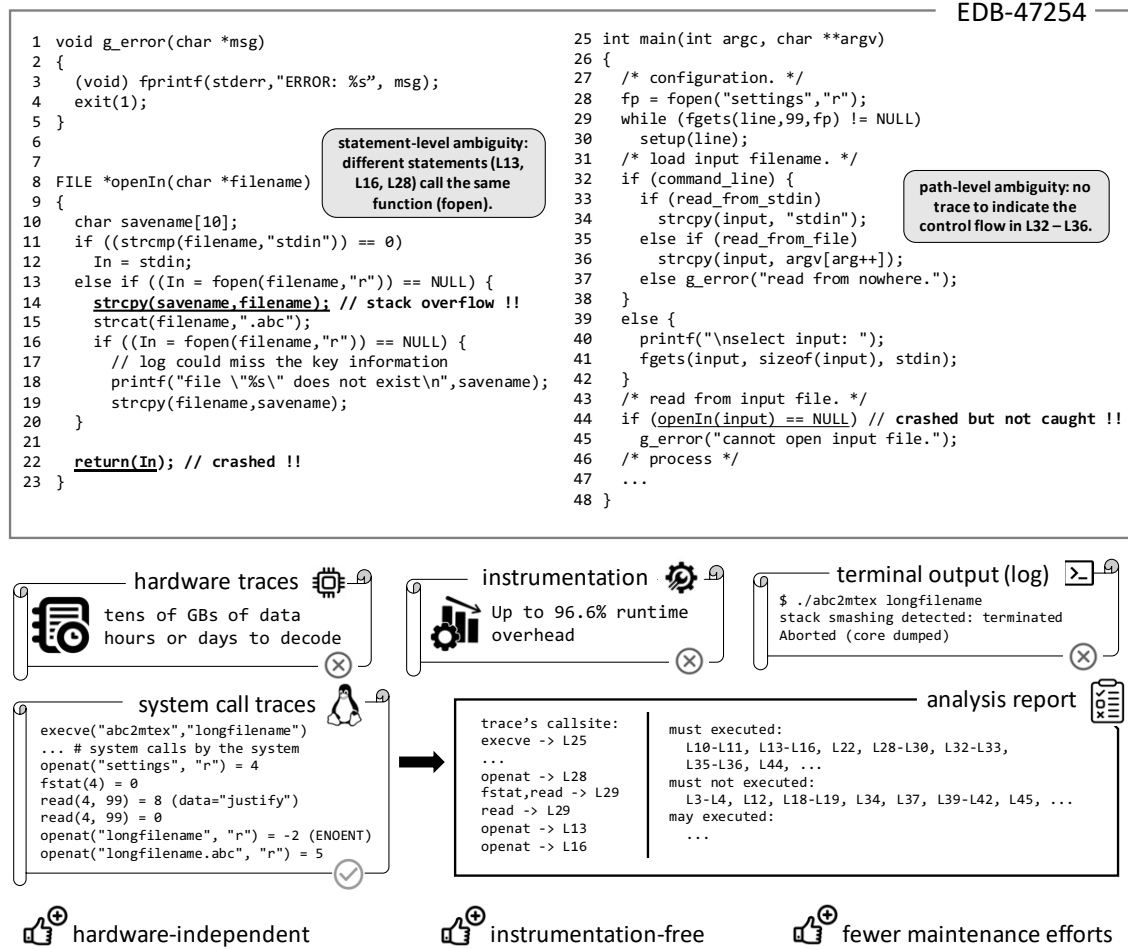 EDB-47254
1 void g_error(char *msg)
2 {
3   (void) fprintf(stderr,"ERROR: %s”, msg);
4   exit(1);
5 }
6
7
8 FILE *openIn(char *filename)
9 {
10   char savename[10];
11   if ((strcmp(filename,"stdin")) == 0)
12     In = stdin;
13   else if ((In = fopen(filename,"r")) == NULL) {
14     strcpy(savename,filename); // stack overflow !!
15     strcat(filename,".abc");
16     if ((In = fopen(filename,"r")) == NULL) {
17       // log could miss the key information
18       printf("file \"%s\" does not exist\n",savename);
19       strcpy(filename,savename);
20   }
21
22   return(In); // crashed !!
23 }
statement-level ambiguity:
different statements (L13,
L16, L28) call the same
function (fopen).
25 int main(int argc, char **argv)
26 {
27   /* configuration. */
28   fp = fopen("settings","r");
29   while (fgets(line,99,fp) != NULL)
30     setup(line);
31   /* load input filename. */
32   if (command_line) {
33     if (read_from_stdin)
34       strcpy(input, "stdin");
35     else if (read_from_file)
36       strcpy(input, argv[arg++]);
37     else g_error("read from nowhere.");
38   }
39   else {
40     printf("\nselect input: ");
41     fgets(input, sizeof(input), stdin);
42   }
43   /* read from input file. */
44   if (openIn(input) == NULL) // crashed but not caught !!
45     g_error("cannot open input file.");
46   /* process */
47   ...
48 }
path-level ambiguity: no
trace to indicate the
control flow in L32 – L36.
hardware traces
tens of GBs of data
hours or days to decode
instrumentation
Up to 96.6% runtime
overhead
terminal output (log)
$ ./abc2mtex longfilename
stack smashing detected: terminated
Aborted (core dumped)
system call traces
execve("abc2mtex","longfilename")
... # system calls by the system
openat("settings", "r") = 4
fstat(4) = 0
read(4, 99) = 8 (data="justify")
read(4, 99) = 0
openat("longfilename", "r") = -2 (ENOENT)
openat("longfilename.abc", "r") = 5
analysis report
trace's callsite:
execve -> L25
...
openat -> L28
fstat,read -> L29
read -> L29
openat -> L13
openat -> L16
must executed:
L10-L11, L13-L16, L22, L28-L30, L32-L33,
L35-L36, L44, ...
must not executed:
L3-L4, L12, L18-L19, L34, L37, L39-L42, L45, ...
may executed:
...
hardware-independent
instrumentation-free
fewer maintenance efforts